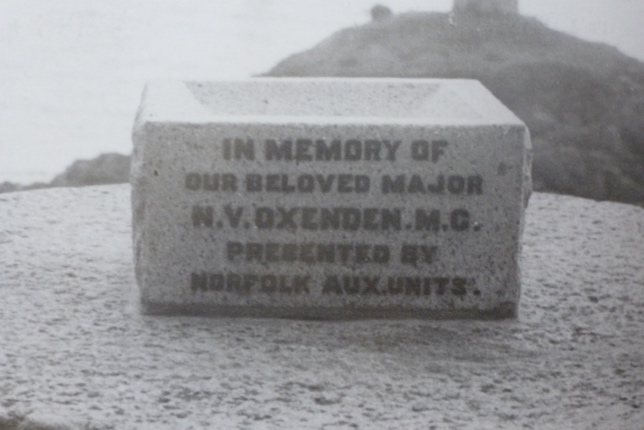 IN MEMORY OF
OUR BELOVED MAJOR
N.V.OXENDEN.M.C.
PRESENTED BY
NORFOLK AUX.UNITS.